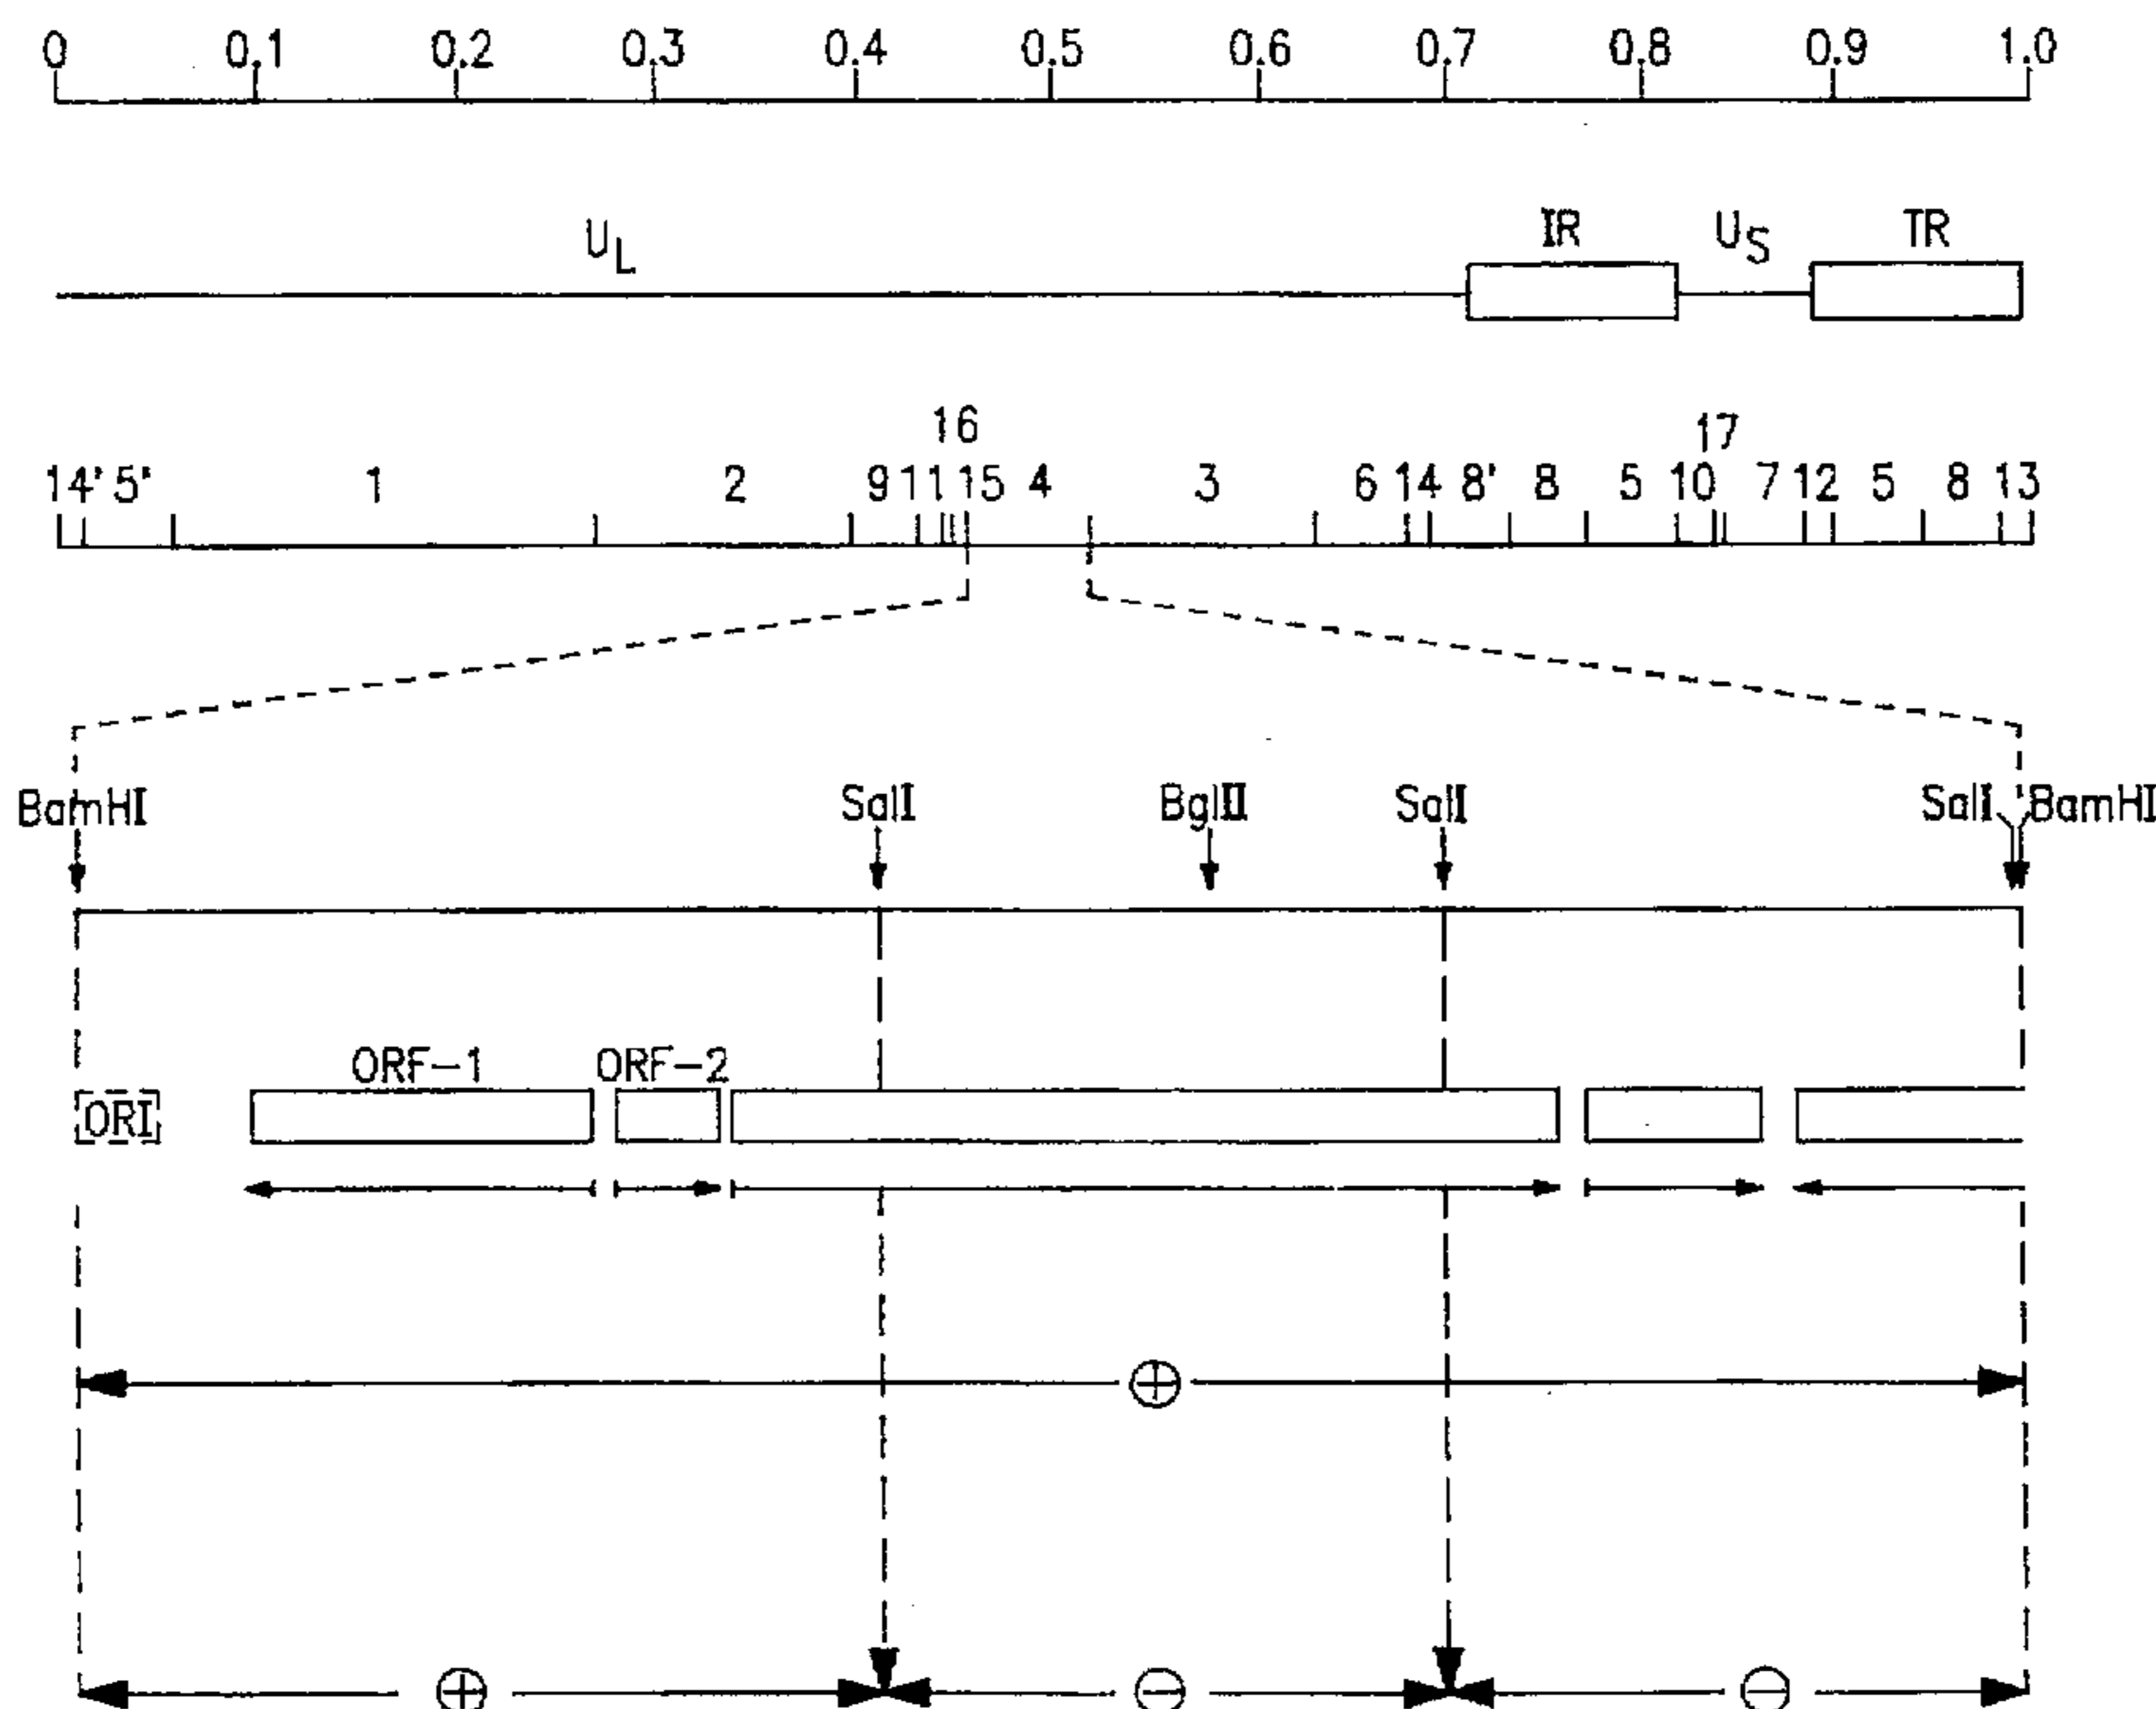 0 0.1 0.2 0.3 0.4 0.5 0.6 0.7 0.8 0.9 1.0
UL IR US TR
16 17
14' 5' 1 2 9 11 15 4 3 6 14 8' 8 5 10 7 12 5 8 13
BamHI SalI BglII SalI SalI BamHI
ORF-1 ORF-2
ORI
⊕
⊕ ⊖ ⊖